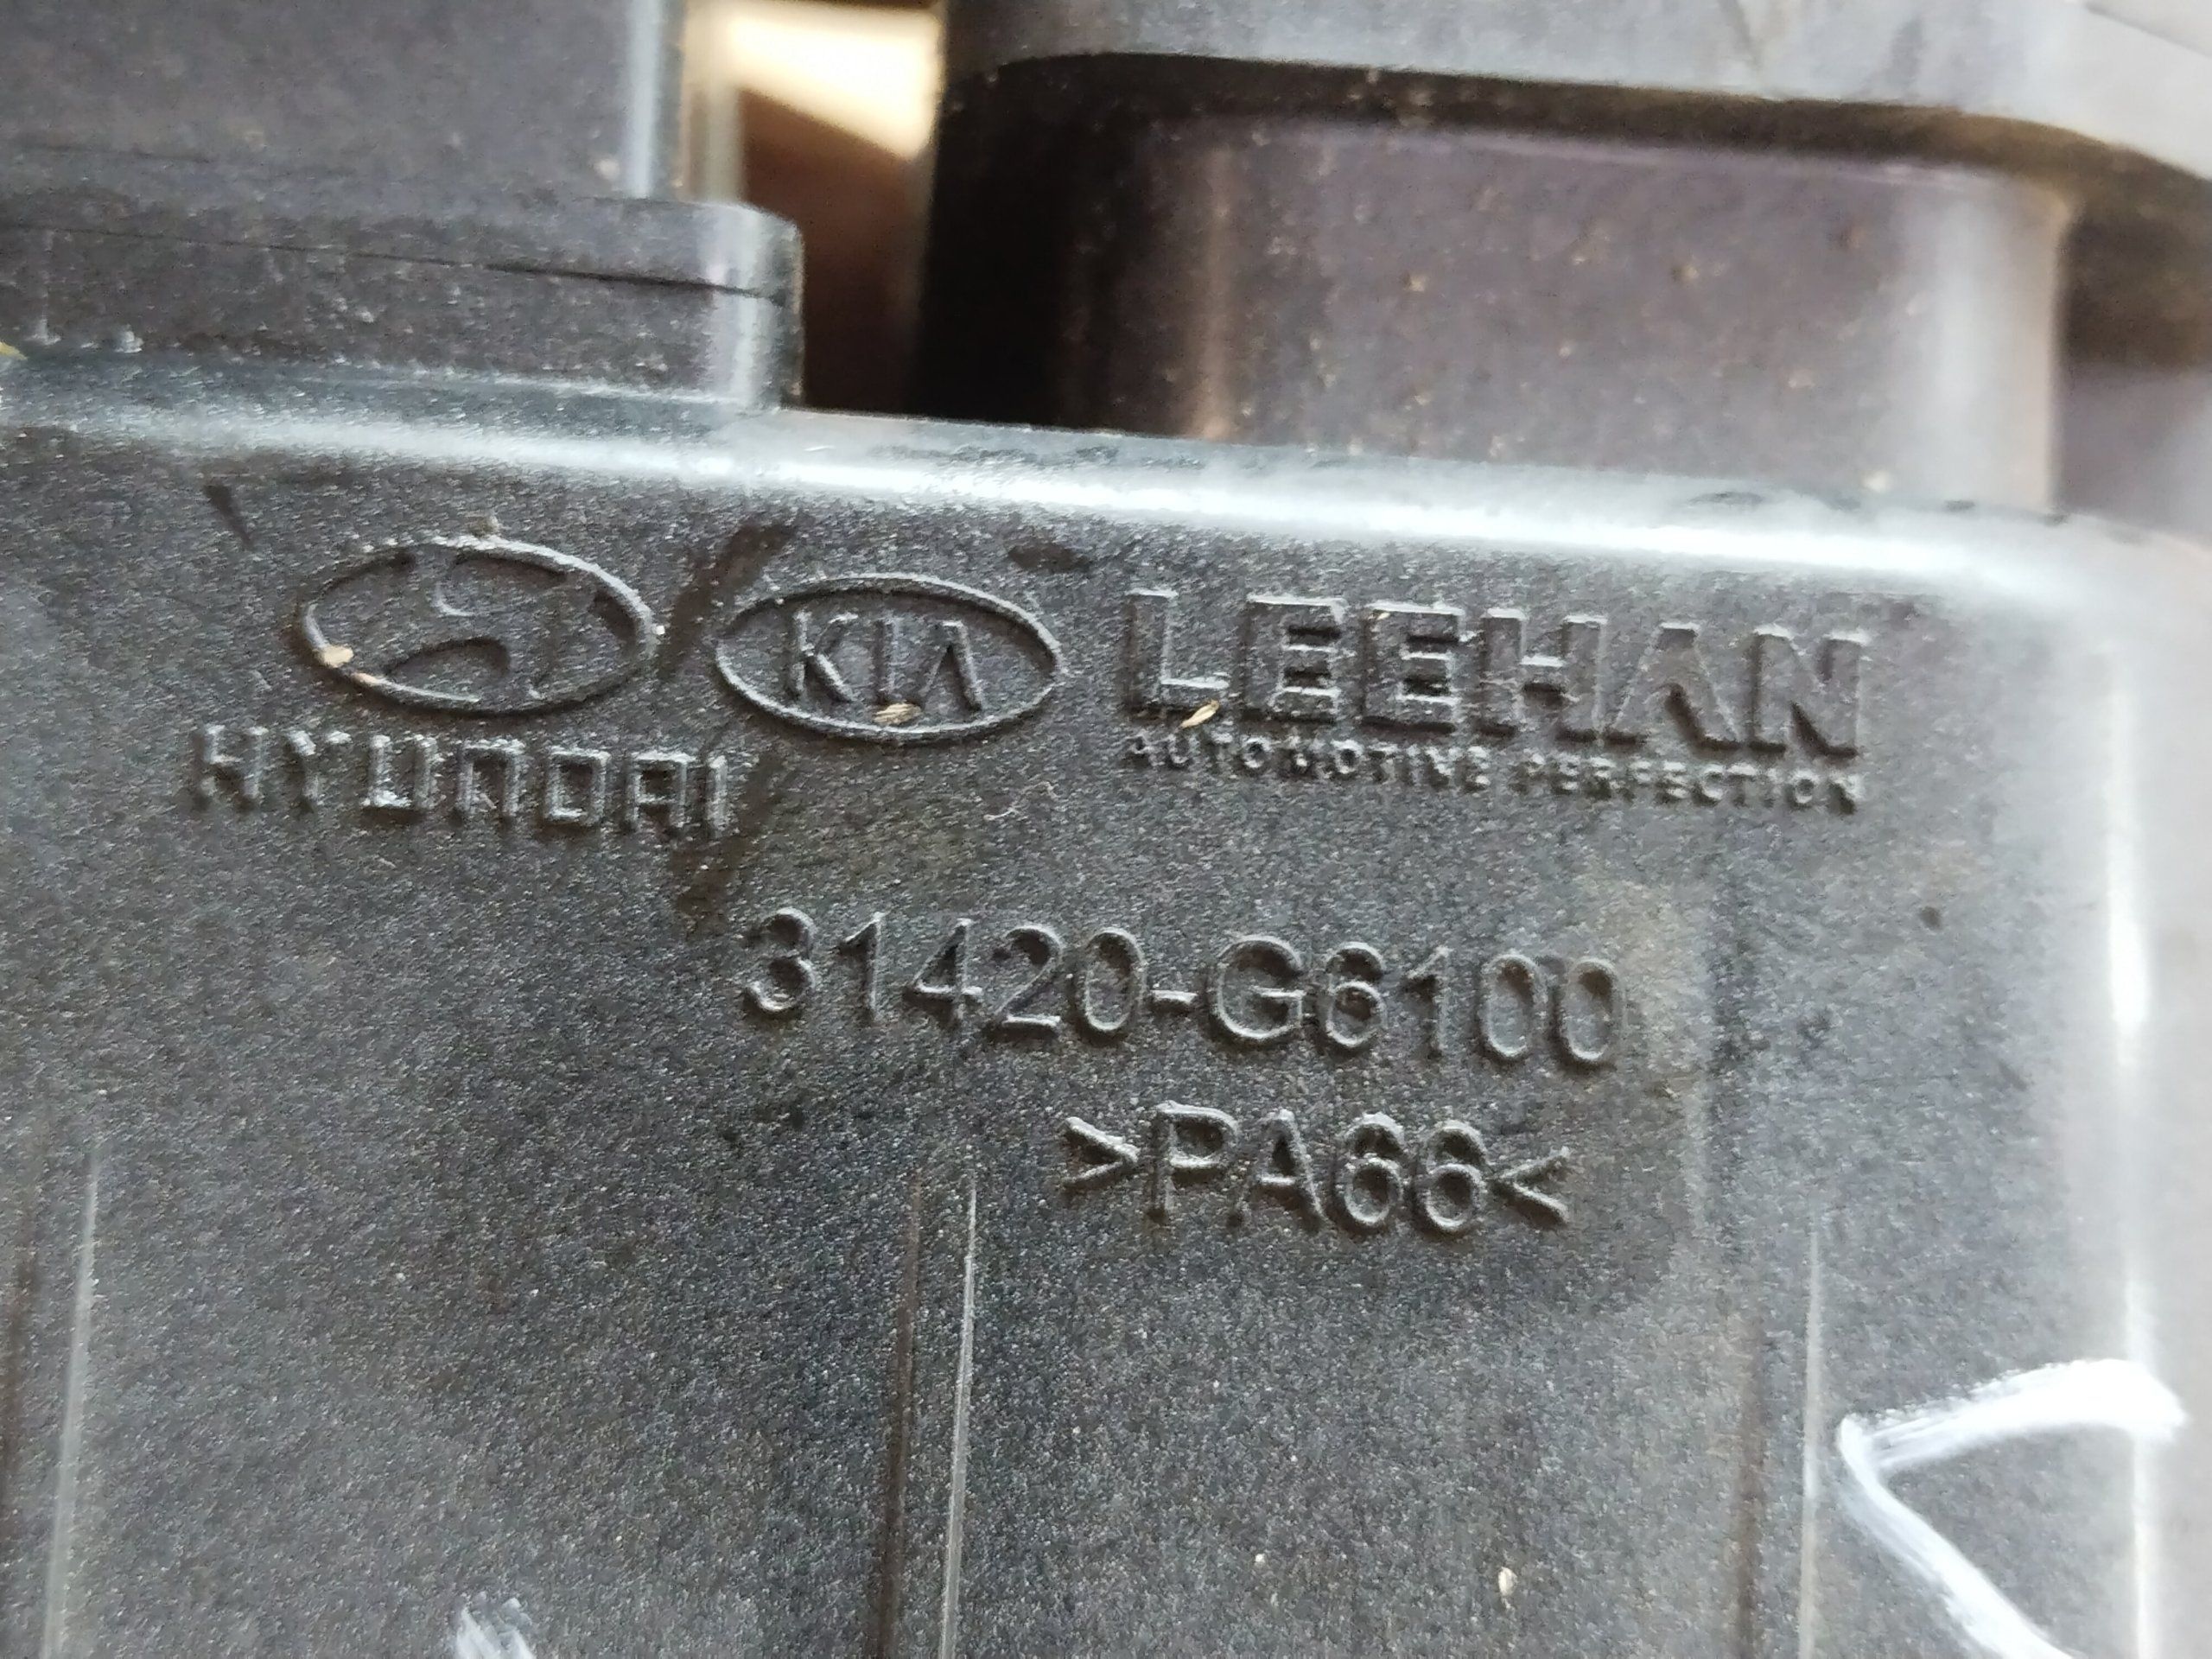 KIA LEEHAN
HYUNDAI AUTOMOTIVE PERFECTION
31420-G6100
>PA66<